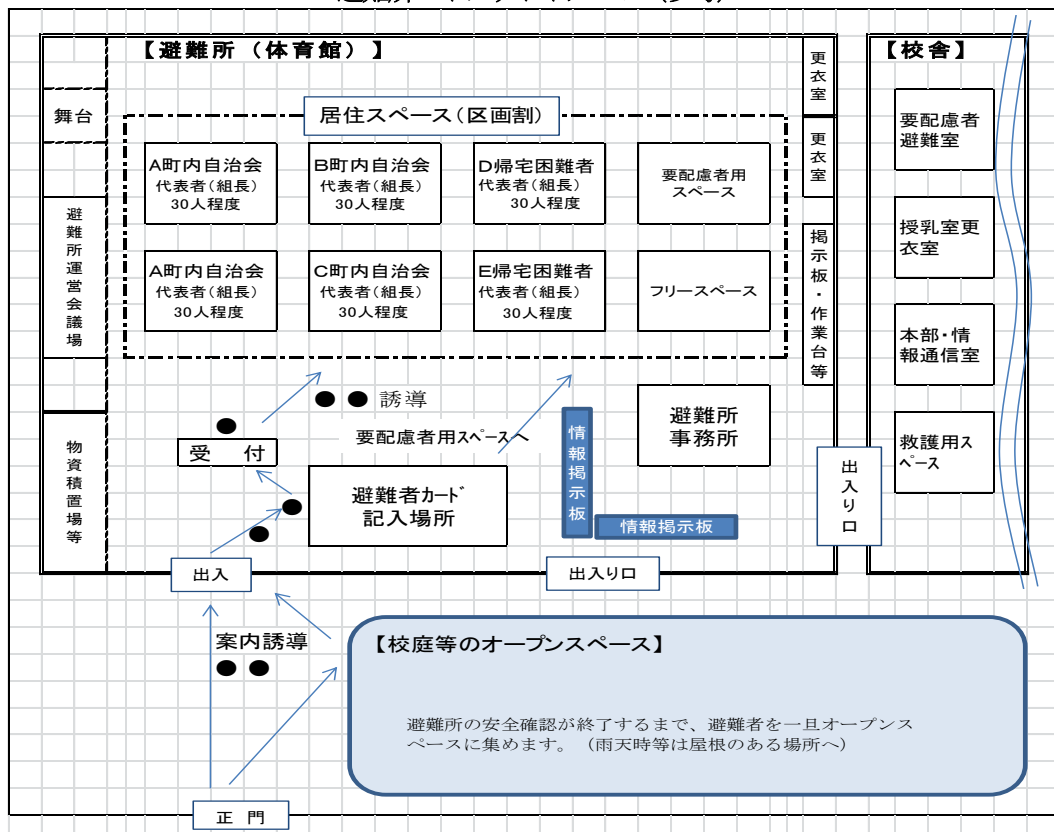 【避難所（体育館）】
【校舎】
更衣室
舞台
居住スペース（区画割）
要配慮者
避難室
A町内自治会
代表者（組長）
30人程度
B町内自治会
代表者（組長）
30人程度
D帰宅困難者
代表者（組長）
30人程度
要配慮者用
スペース
更衣室
避難所運営会議場
授乳室更
衣室
掲示板・作業台等
A町内自治会
代表者（組長）
30人程度
C町内自治会
代表者（組長）
30人程度
E帰宅困難者
代表者（組長）
30人程度
フリースペース
本部・情
報通信室
誘導
避難所
事務所
物資積置場等
受　付
要配慮者用スペースへ
情報掲示板
救護用ス
ペース
避難者カード
記入場所
出入り口
情報掲示板
出入
出入り口
案内誘導
【校庭等のオープンスペース】
避難所の安全確認が終了するまで、避難者を一旦オープンス
ペースに集めます。（雨天時等は屋根のある場所へ）
正　門